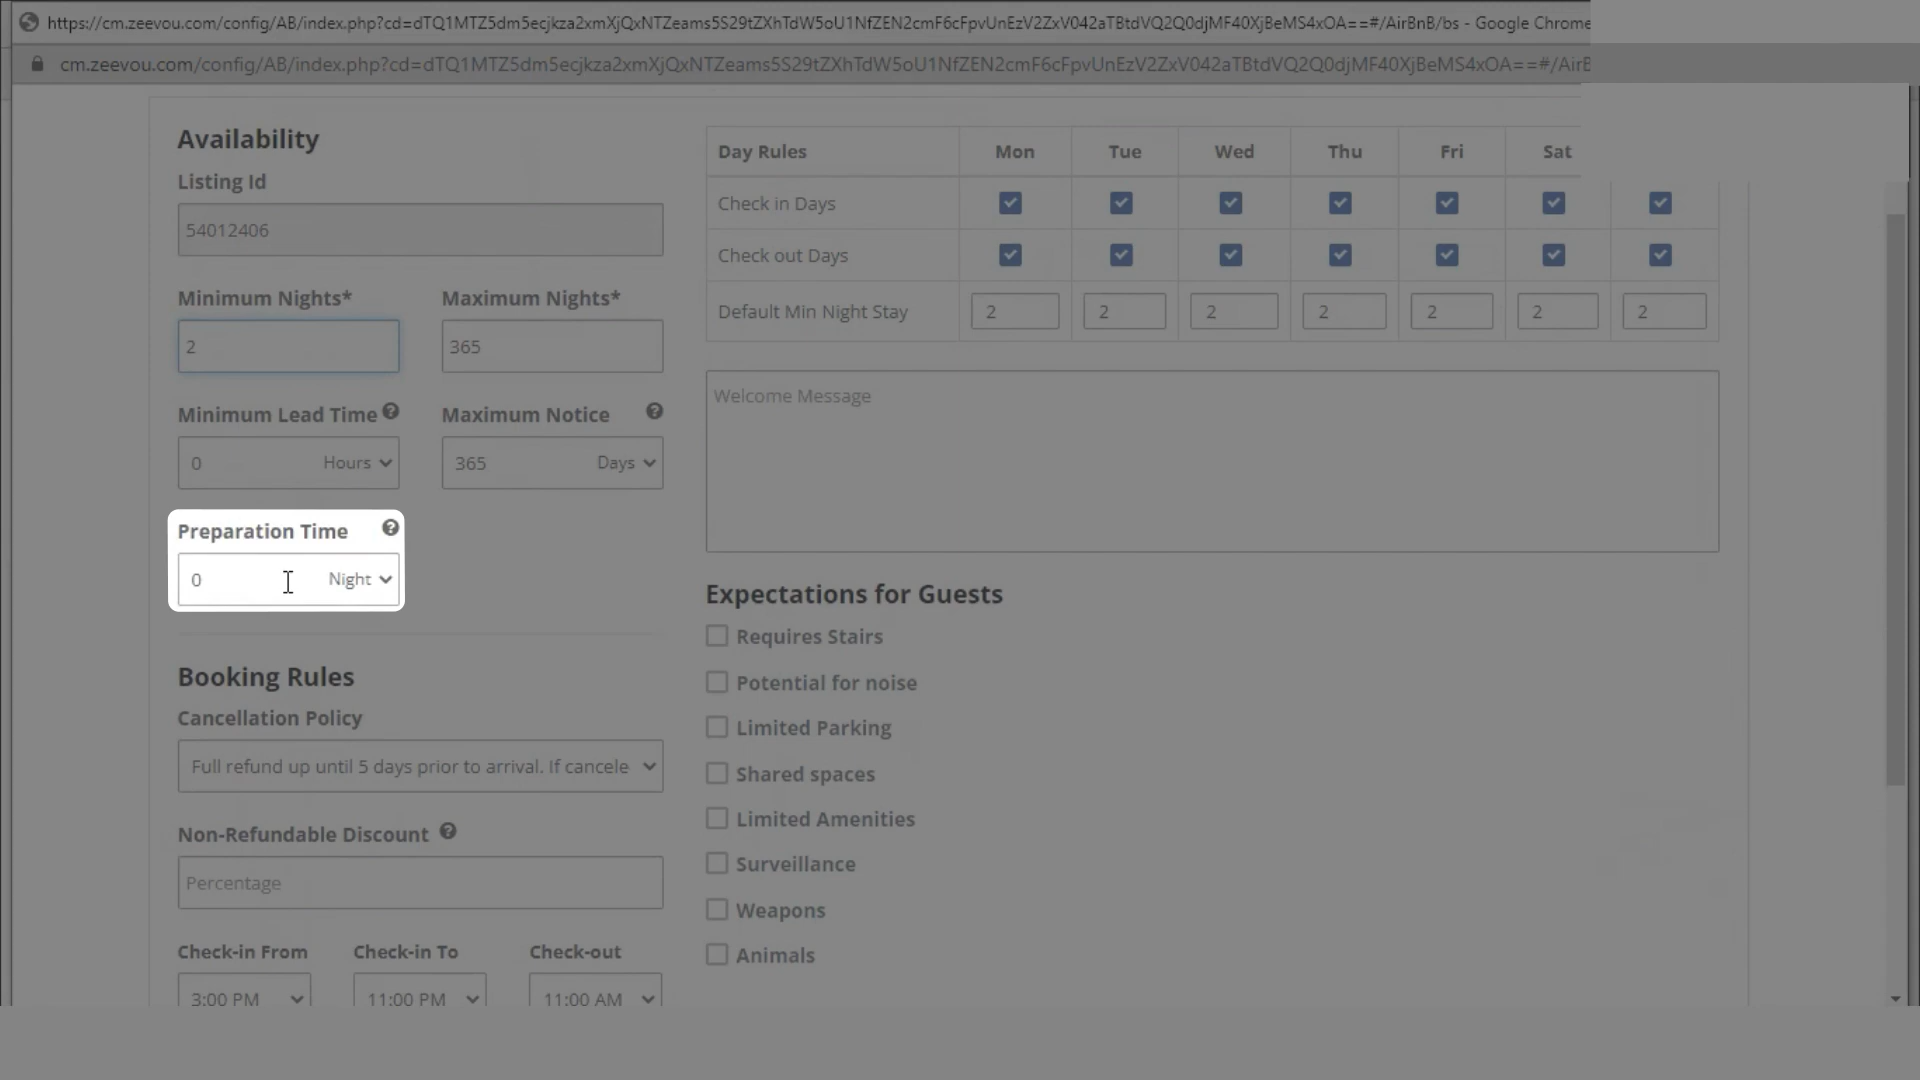 https://cm.zeevou.com/config/AB/index.php?cd=dTQ1MTZ5dm5ecjkza2xmXjQxNTZeams5S29tZXhTdW5oU1NfZEN2cmF6cFpvUnEzV2ZxV042aTBtdVQ2Q0djMF40XjBeMS4xOA==#/AirBnB/bs - Google Chrome
cm.zeevou.com/config/AB/index.php?cd=dTQ1MTZ5dm5ecjkza2xmXjQxNTZeams5S29tZXhTdW5oU1NfZEN2cmF6cFpvUnEzV2ZxV042aTBtdVQ2Q0djMF40XjBeMS4xOA==#/AirB
Availability
Listing Id
54012406
Minimum Nights* Maximum Nights*
2 365
Minimum Lead Time Maximum Notice
0 Hours 365 Days
Preparation Time
0 Night
Booking Rules
Cancellation Policy
Full refund up until 5 days prior to arrival. If cancele
Non-Refundable Discount
Percentage
Check-in From Check-in To Check-out
3:00 PM 11:00 PM 11:00 AM
Day Rules Mon Tue Wed Thu Fri Sat
Check in Days
Check out Days
Default Min Night Stay 2 2 2 2 2 2 2
Welcome Message
Expectations for Guests
Requires Stairs
Potential for noise
Limited Parking
Shared spaces
Limited Amenities
Surveillance
Weapons
Animals